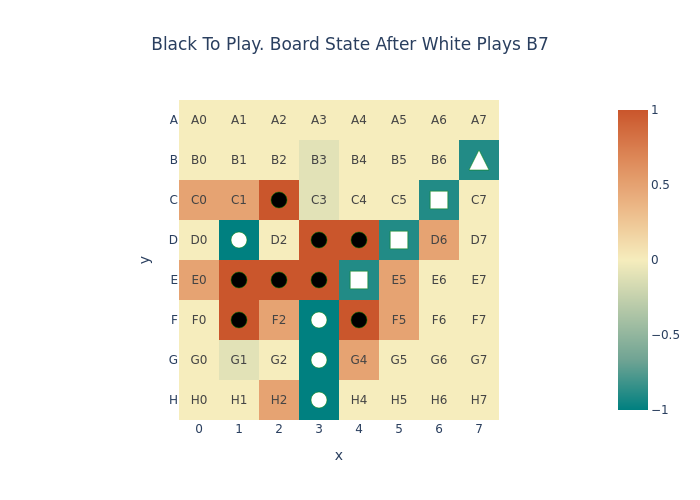 Black To Play. Board State After White Plays B7
A A0 A1 A2 A3 A4 A5 A6 A7
B B0 B1 B2 B3 B4 B5 B6
C C0 C1 C3 C4 C5 C7
D D0 D2 D6 D7
E E0 E5 E6 E7
F F0 F2 F5 F6 F7
G G0 G1 G2 G4 G5 G6 G7
H H0 H1 H2 H4 H5 H6 H7
0 1 2 3 4 5 6 7
x
y
1
0.5
0
−0.5
−1